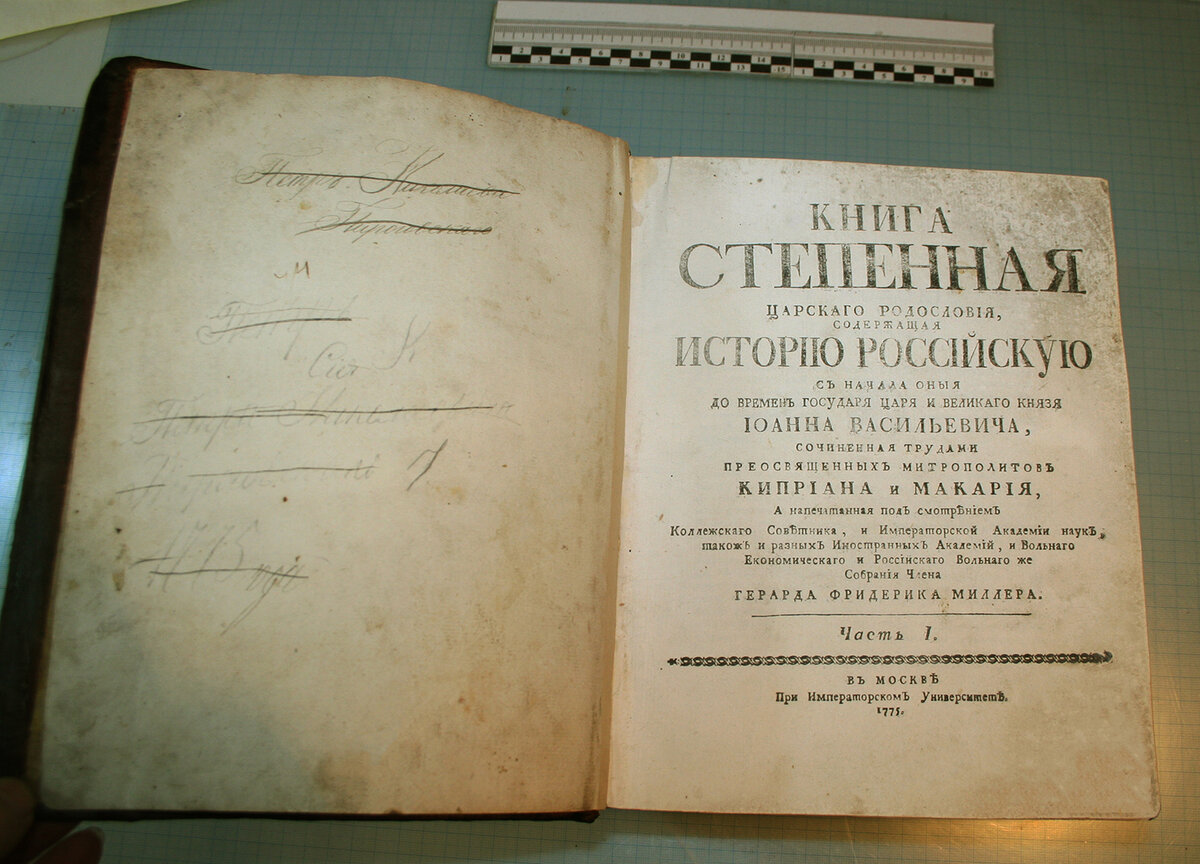 Петръ
КНИГА
СТЕПЕННАЯ
ЦАРСКАГО РОДОСЛОВІЯ,
СОДЕРЖАЩАЯ
ИСТОРІЮ РОССІЙСКУЮ
СЪ НАЧАЛА ОНЫЯ
ДО ВРЕМЕНЪ ГОСУДАРЯ ЦАРЯ И ВЕЛИКАГО КНЯЗЯ
ІОАННА ВАСИЛЬЕВИЧА,
СОЧИНЕННАЯ ТРУДАМИ
ПРЕОСВЯЩЕННЫХЪ МИТРОПОЛИТОВЪ
КИПРІАНА и МАКАРІЯ,
А напечатанная подъ смотрѣніемъ
Коллежскаго Совѣтника, и Императорской Академіи наукъ,
такожъ и разныхъ Иностранныхъ Академій, и Вольнаго
Економическаго и Россійскаго Вольнаго же
Собранія Члена
ГЕРАРДА ФРИДЕРИКА МИЛЛЕРА.
Часть I.
ВЪ МОСКВѢ
При Императорскомъ Университетѣ.
1775.